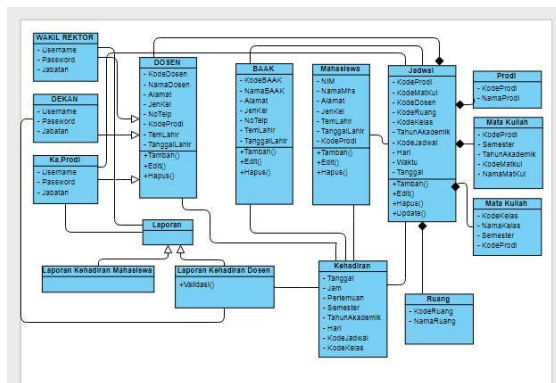 WAKIL REKTOR
- Username
- Password
- Jabatan
DEKAN
- Username
- Password
- Jabatan
Ka.Prodi
- Username
- Password
- Jabatan
DOSEN
- KodeDosen
- NamaDosen
- Alamat
- JenKel
- NoTelp
- KodeProdi
- TemLahir
- TanggalLahir
+Tambah()
+Edit()
+Hapus()
BAAK
- KodeBAAK
- NamaBAAK
- Alamat
- JenKel
- NoTelp
- TemLahir
- TanggalLahir
+Tambah()
+Edit()
+Hapus()
Mahasiswa
- NIM
- NamaMhs
- Alamat
- JenKel
- TemLahir
- TanggalLahir
- KodeProdi
+Tambah()
+Edit()
+Hapus()
Jadwal
- KodeProdi
- KodeMatKul
- KodeDosen
- KodeRuang
- KodeKelas
- TahunAkademik
- KodeJadwal
- Hari
- Waktu
- Tanggal
+Tambah()
+Edit()
+Hapus()
+Update()
Prodi
- KodeProdi
- NamaProdi
Mata Kuliah
- KodeProdi
- Semester
- TahunAkademik
- KodeMatkul
- NamaMatKul
Mata Kuliah
- KodeKelas
- NamaKelas
- Semester
- KodeProdi
Laporan
Laporan Kehadiran Mahasiswa
Laporan Kehadiran Dosen
+Validasi()
Kehadiran
- Tanggal
- Jam
- Pertemuan
- Semester
- TahunAkademik
- Hari
- KodeJadwal
- KodeKelas
Ruang
- KodeRuang
- NamaRuang